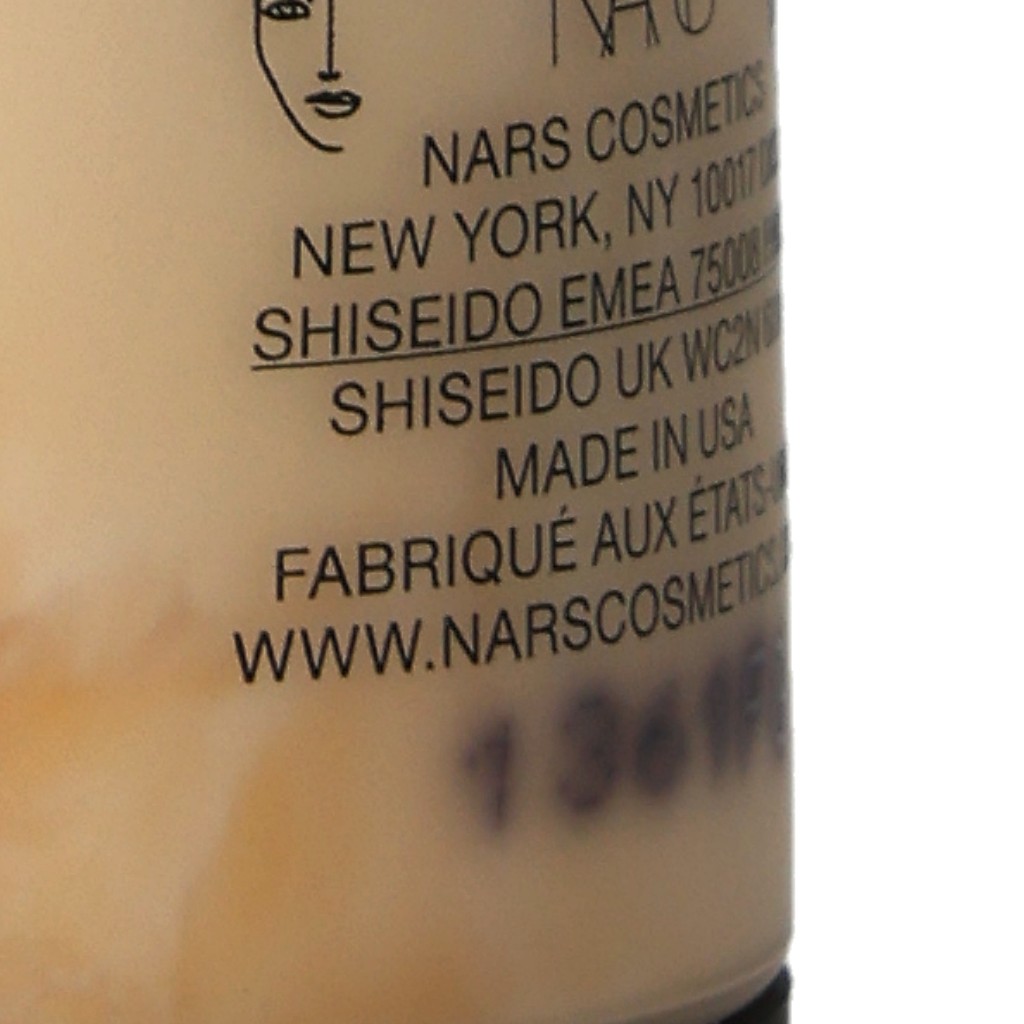 NARS COSMETICS
NEW YORK, NY 10017
SHISEIDO EMEA 75008
SHISEIDO UK WC2N
MADE IN USA
FABRIQUÉ AUX ÉTATS-
WWW.NARSCOSMETICS.